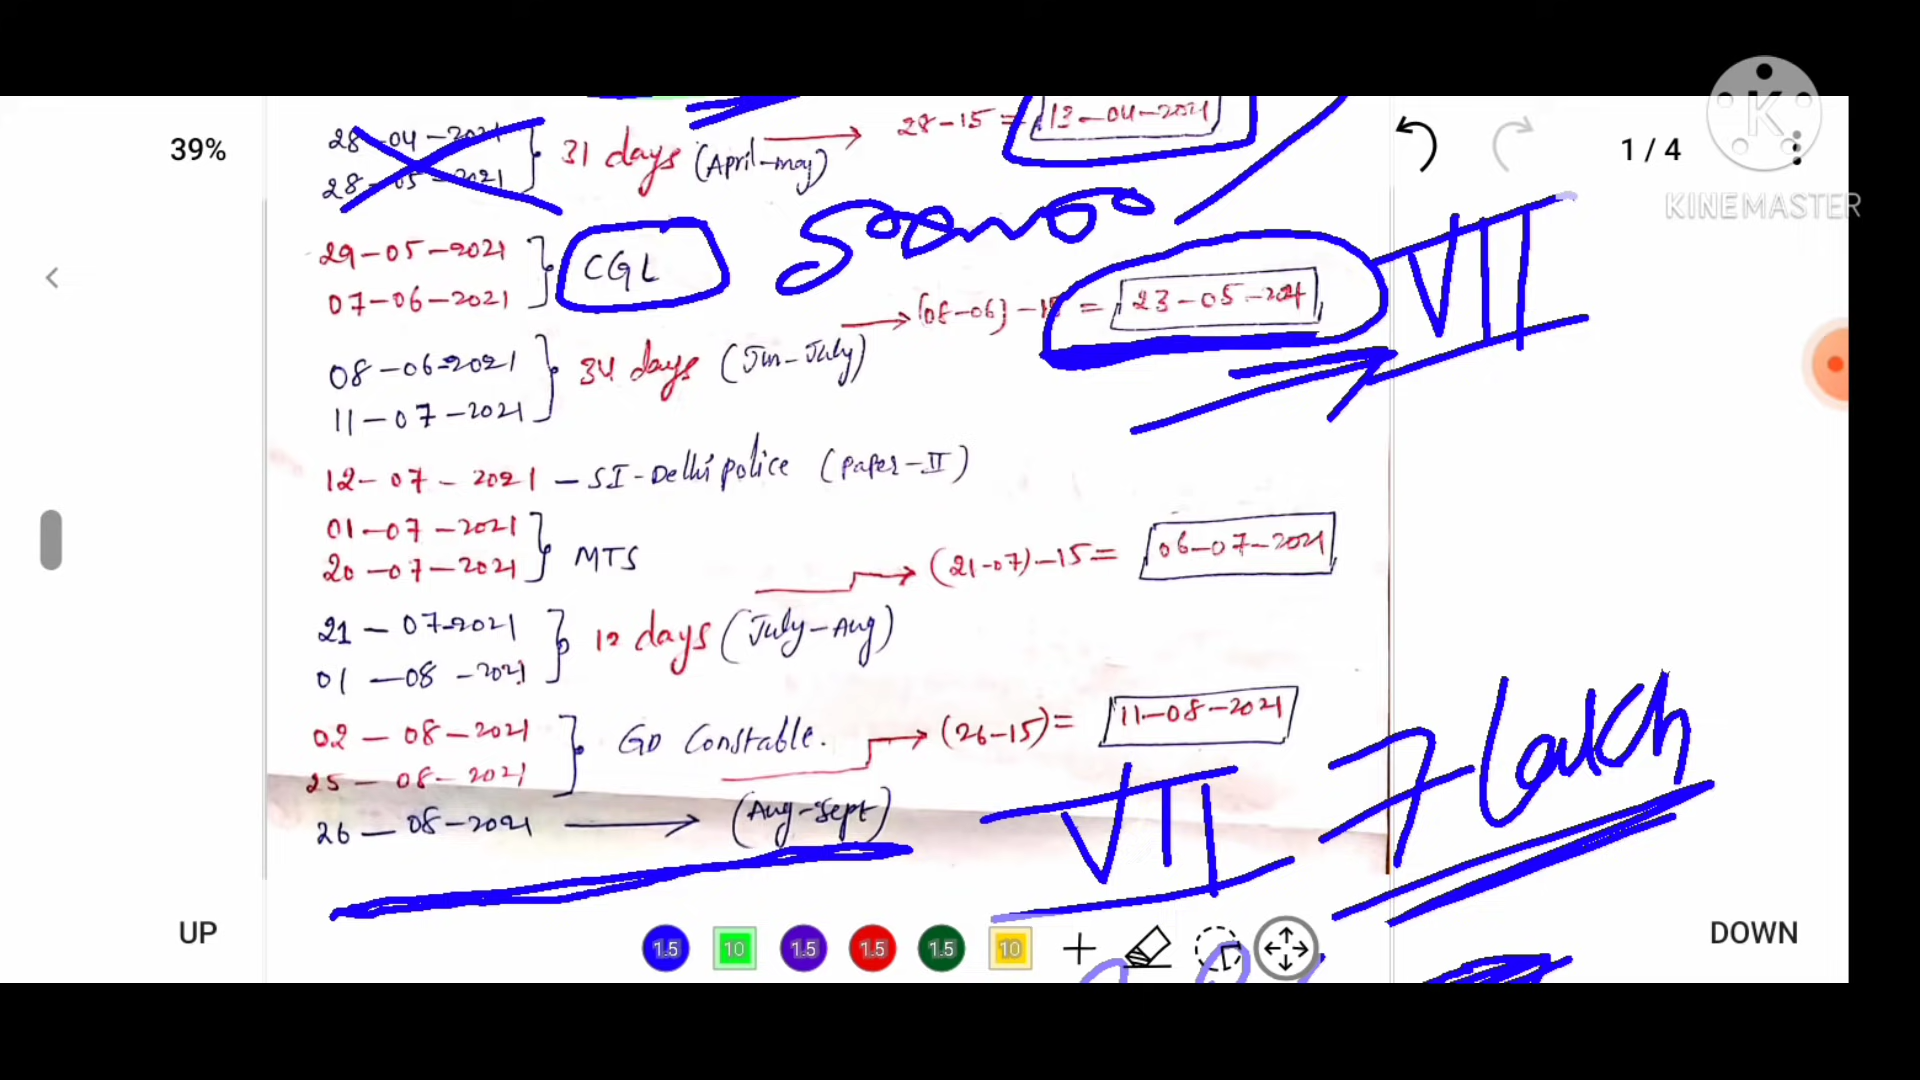 39%
1 / 4
KINEMASTER
28-04-2021
28-05-2021
31 days (April-may)
28-15=
13-04-2021
29-05-2021
07-06-2021
CGL
[08-06]-15 =
23-05-2021
VII
08-06-2021
11-07-2021
34 days (Jun-July)
12-07-2021 - SI-Delhi police (Paper-II)
01-07-2021
20-07-2021
MTS
(21-07)-15=
06-07-2021
21-07-2021
01-08-2021
12 days (July-Aug)
02-08-2021
25-08-2021
GD Constable.
(26-15)=
11-08-2021
7 Lakh
26-08-2021
(Aug-Sept)
VII
UP
DOWN
1.5 10 1.5 1.5 1.5 10